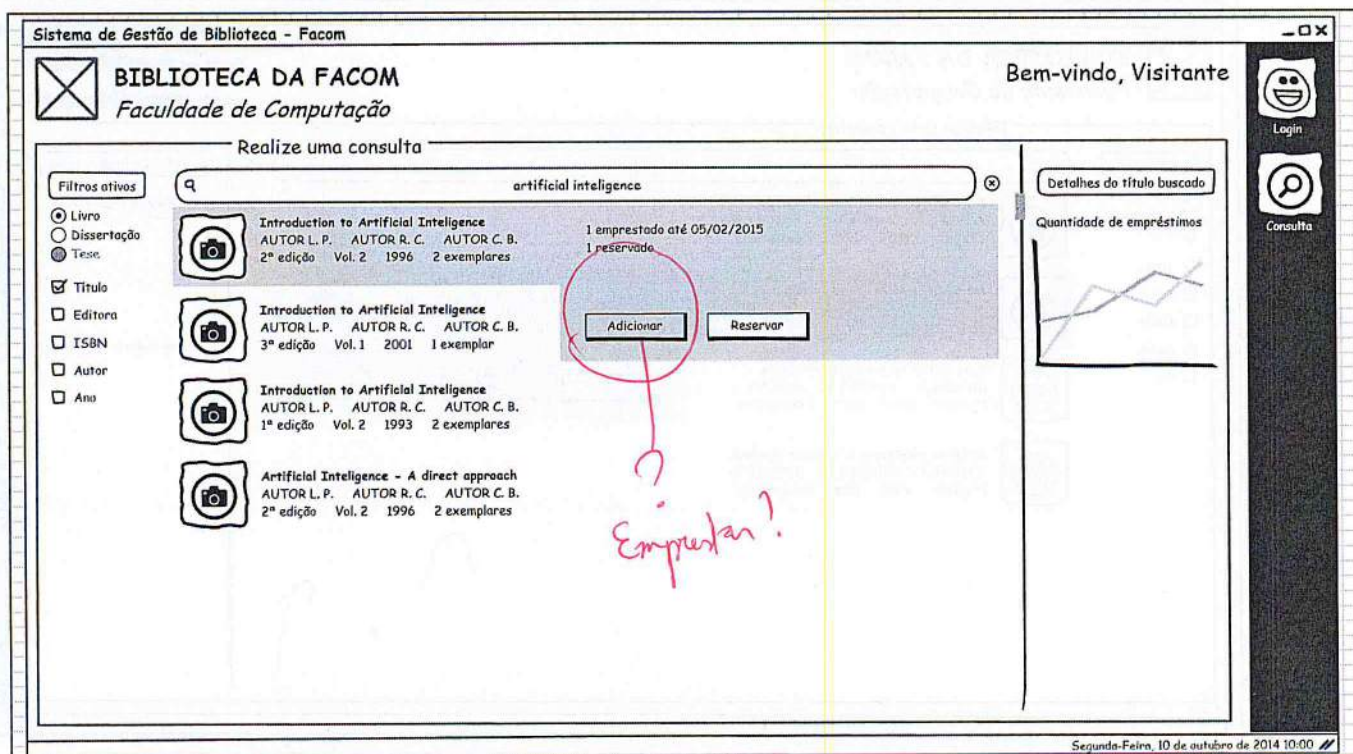 Sistema de Gestão de Biblioteca - Facom
BIBLIOTECA DA FACOM
Faculdade de Computação
Bem-vindo, Visitante
Login
Consulta
Realize uma consulta
Filtros ativos
Livro
Dissertação
Tese
Título
Editora
ISBN
Autor
Ano
artificial inteligence
Introduction to Artificial Inteligence
AUTOR L. P. AUTOR R. C. AUTOR C. B.
2ª edição Vol. 2 1996 2 exemplares
1 emprestado até 05/02/2015
1 reservado
Introduction to Artificial Inteligence
AUTOR L. P. AUTOR R. C. AUTOR C. B.
3ª edição Vol. 1 2001 1 exemplar
Adicionar Reservar
Introduction to Artificial Inteligence
AUTOR L. P. AUTOR R. C. AUTOR C. B.
1ª edição Vol. 2 1993 2 exemplares
Artificial Inteligence - A direct approach
AUTOR L. P. AUTOR R. C. AUTOR C. B.
2ª edição Vol. 2 1996 2 exemplares
?
Emprestar?
Detalhes do título buscado
Quantidade de empréstimos
Segunda-Feira, 10 de outubro de 2014 10:00